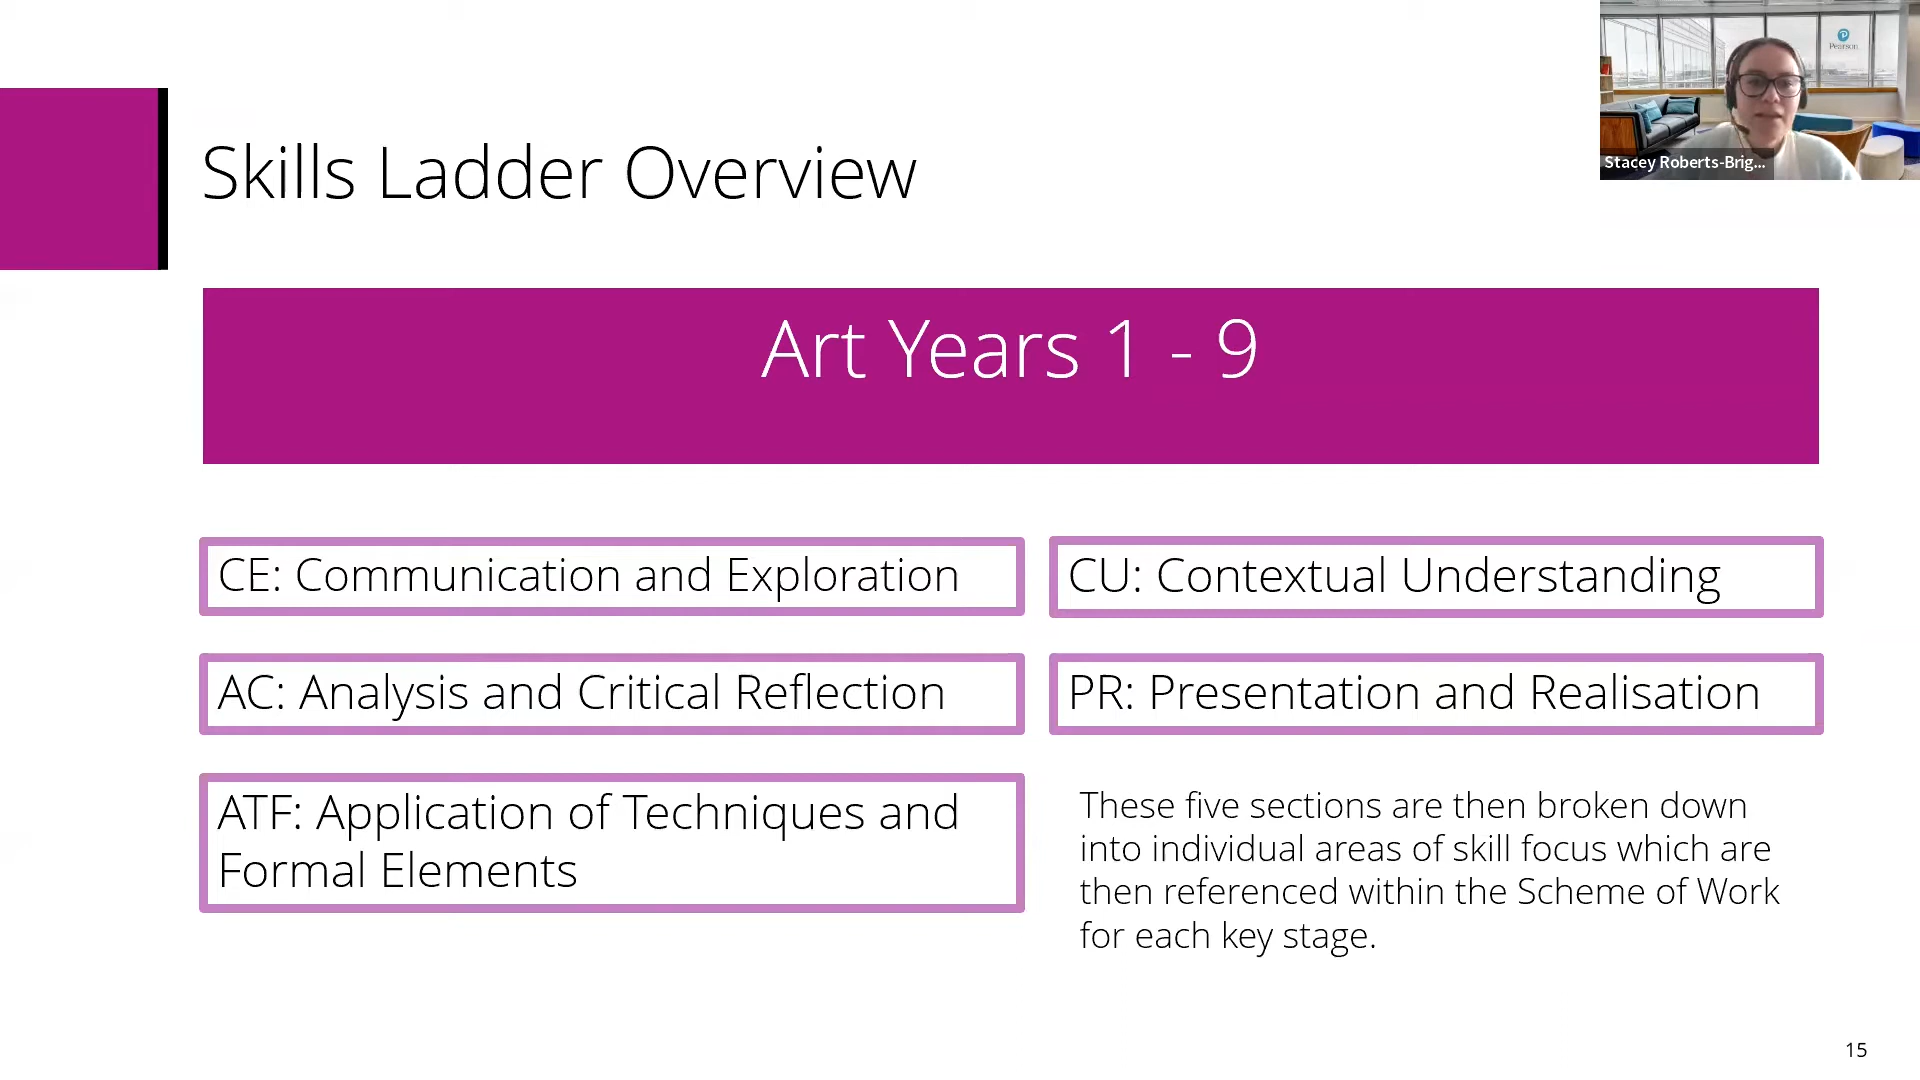 Skills Ladder Overview
Pearson
Stacey Roberts-Brig...
Art Years 1 - 9
CE: Communication and Exploration
CU: Contextual Understanding
AC: Analysis and Critical Reflection
PR: Presentation and Realisation
ATF: Application of Techniques and
Formal Elements
These five sections are then broken down
into individual areas of skill focus which are
then referenced within the Scheme of Work
for each key stage.
15